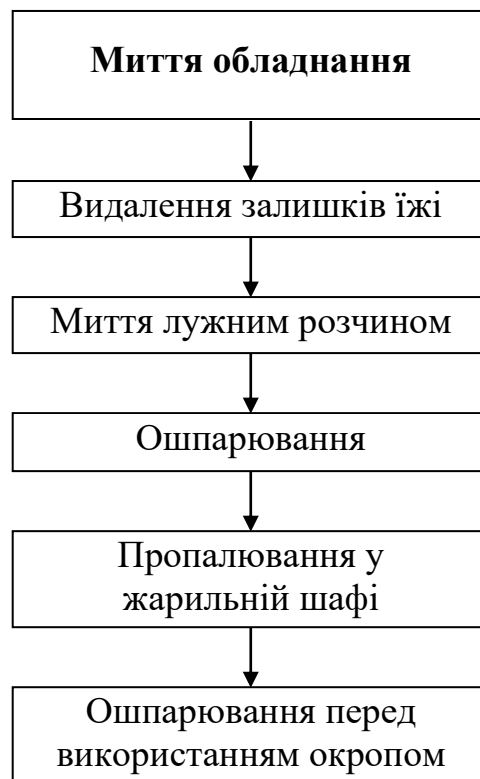 Миття обладнання
Видалення залишків їжі
Миття лужним розчином
Ошпарювання
Пропалювання у
жарильній шафі
Ошпарювання перед
використанням окропом